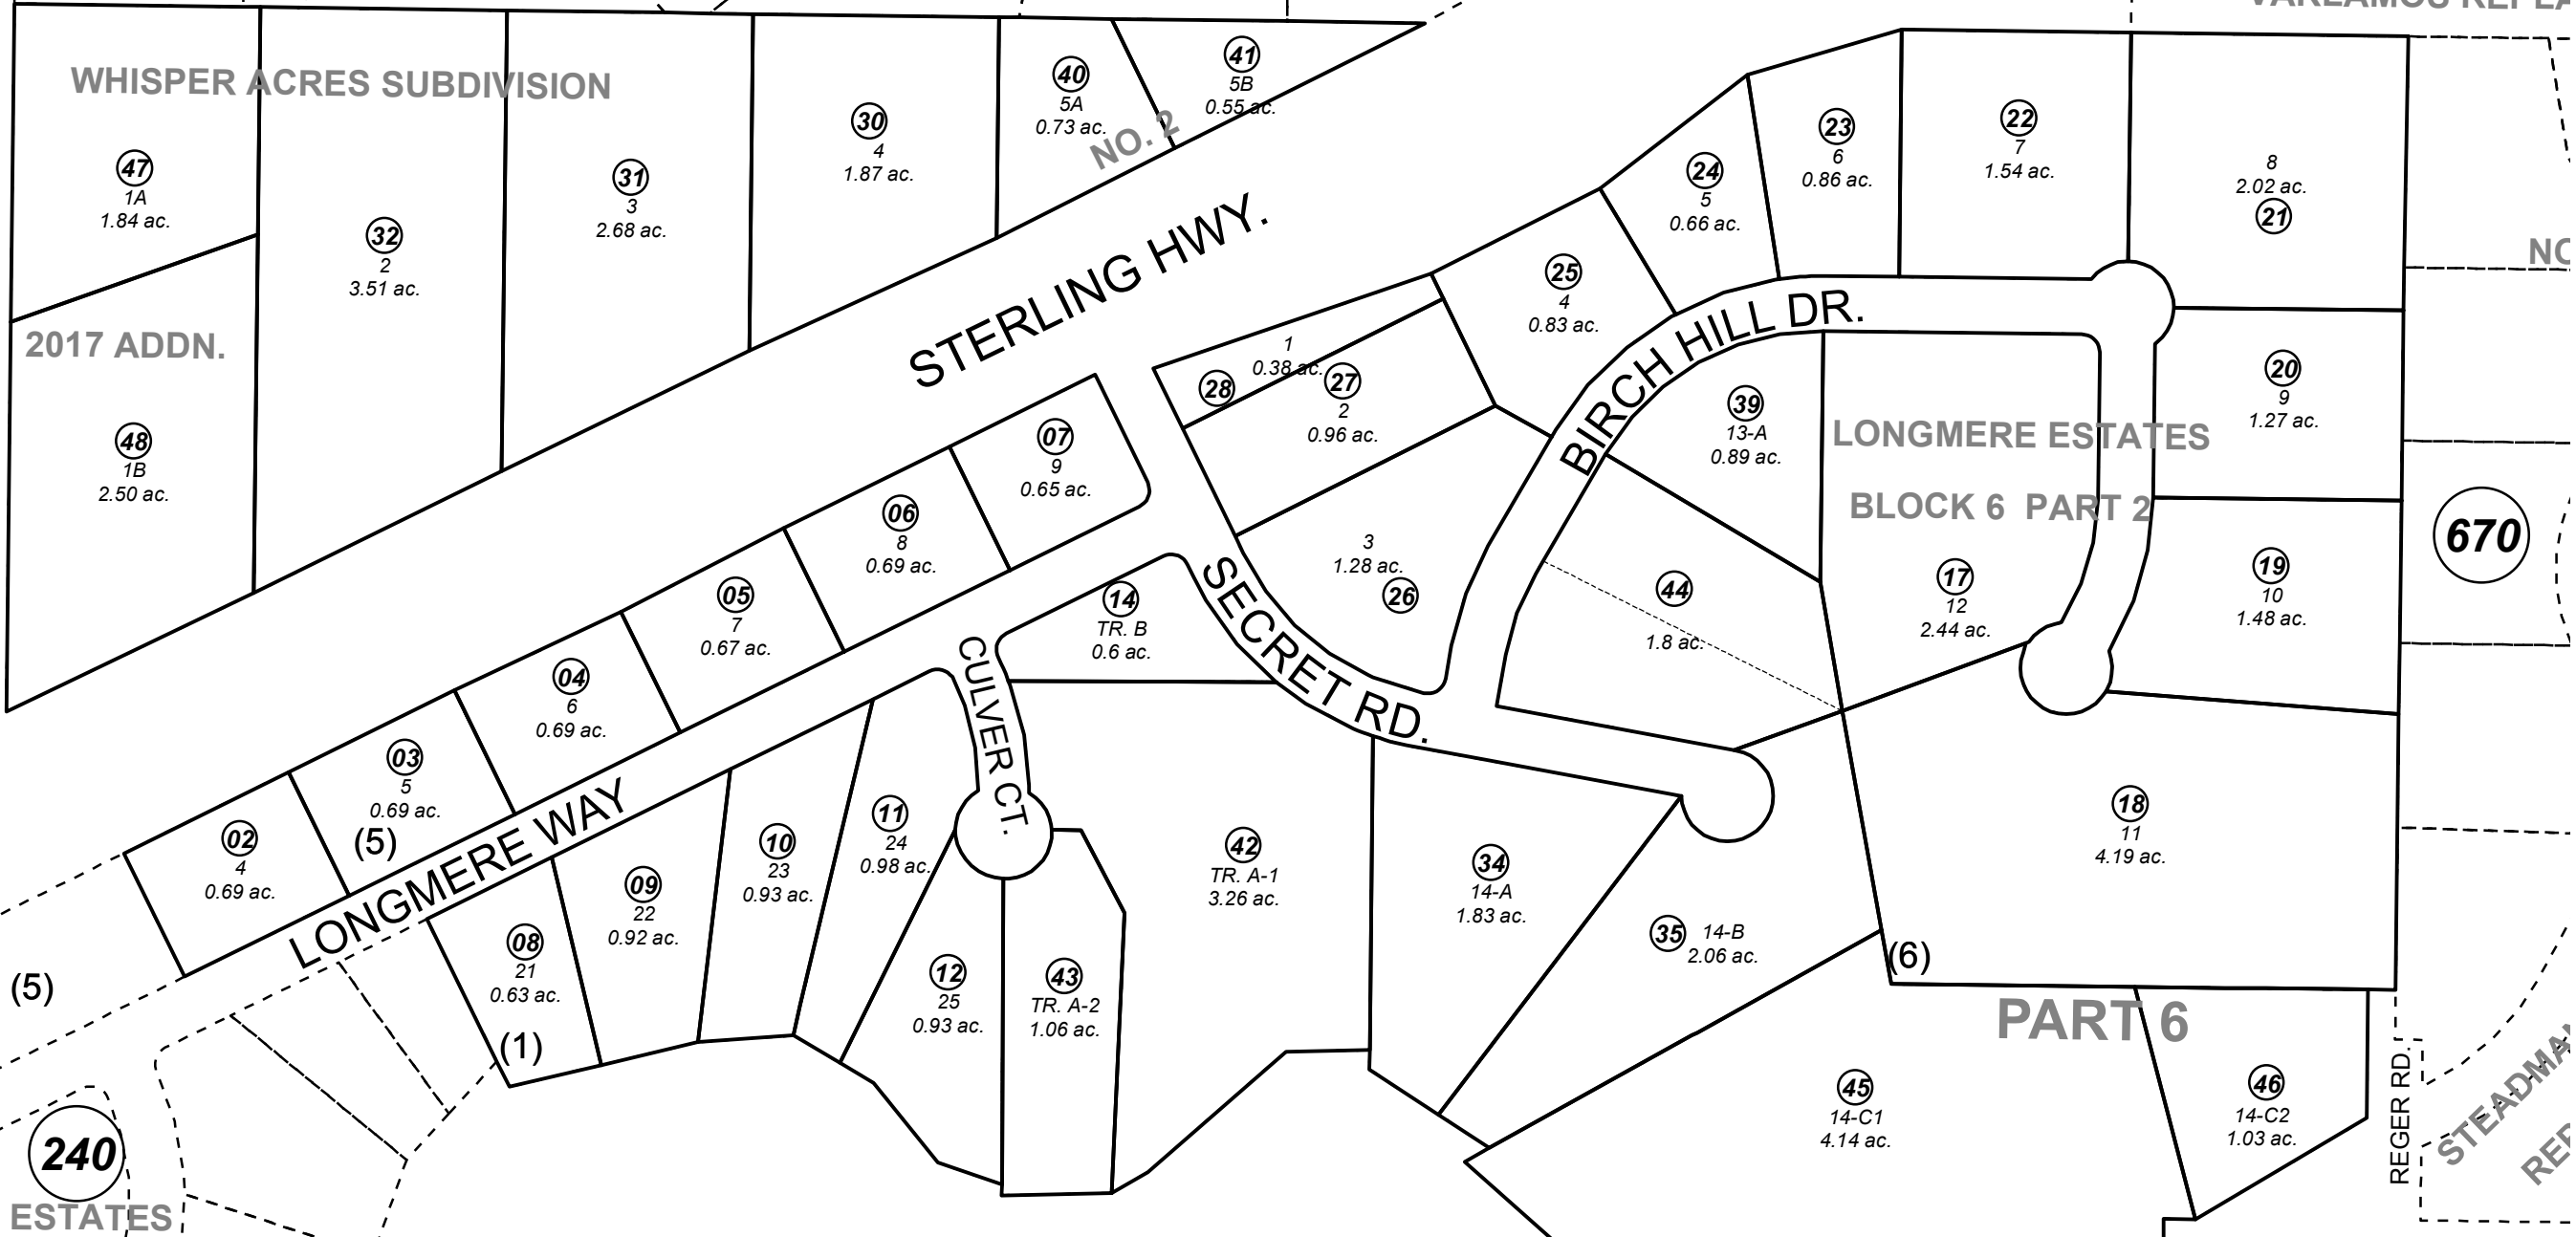 WHISPER ACRES SUBDIVISION
47
1A
1.84 ac.
32
2
3.51 ac.
31
3
2.68 ac.
30
4
1.87 ac.
40
5A
0.73 ac.
41
5B
0.55 ac.
NO. 2
2017 ADDN.
48
1B
2.50 ac.
STERLING HWY.
23
6
0.86 ac.
22
7
1.54 ac.
8
2.02 ac.
21
24
5
0.66 ac.
25
4
0.83 ac.
1
0.38 ac.
28
27
2
0.96 ac.
BIRCH HILL DR.
39
13-A
0.89 ac.
LONGMERE ESTATES
BLOCK 6 PART 2
20
9
1.27 ac.
670
07
9
0.65 ac.
06
8
0.69 ac.
05
7
0.67 ac.
04
6
0.69 ac.
03
5
0.69 ac.
(5)
02
4
0.69 ac.
LONGMERE WAY
3
1.28 ac.
26
44
1.8 ac.
17
12
2.44 ac.
19
10
1.48 ac.
14
TR. B
0.6 ac.
SECRET RD.
CULVER CT.
18
11
4.19 ac.
11
24
0.98 ac.
10
23
0.93 ac.
09
22
0.92 ac.
08
21
0.63 ac.
(1)
12
25
0.93 ac.
43
TR. A-2
1.06 ac.
42
TR. A-1
3.26 ac.
34
14-A
1.83 ac.
35
14-B
2.06 ac.
(6)
PART 6
(5)
45
14-C1
4.14 ac.
46
14-C2
1.03 ac.
REGER RD.
240
ESTATES